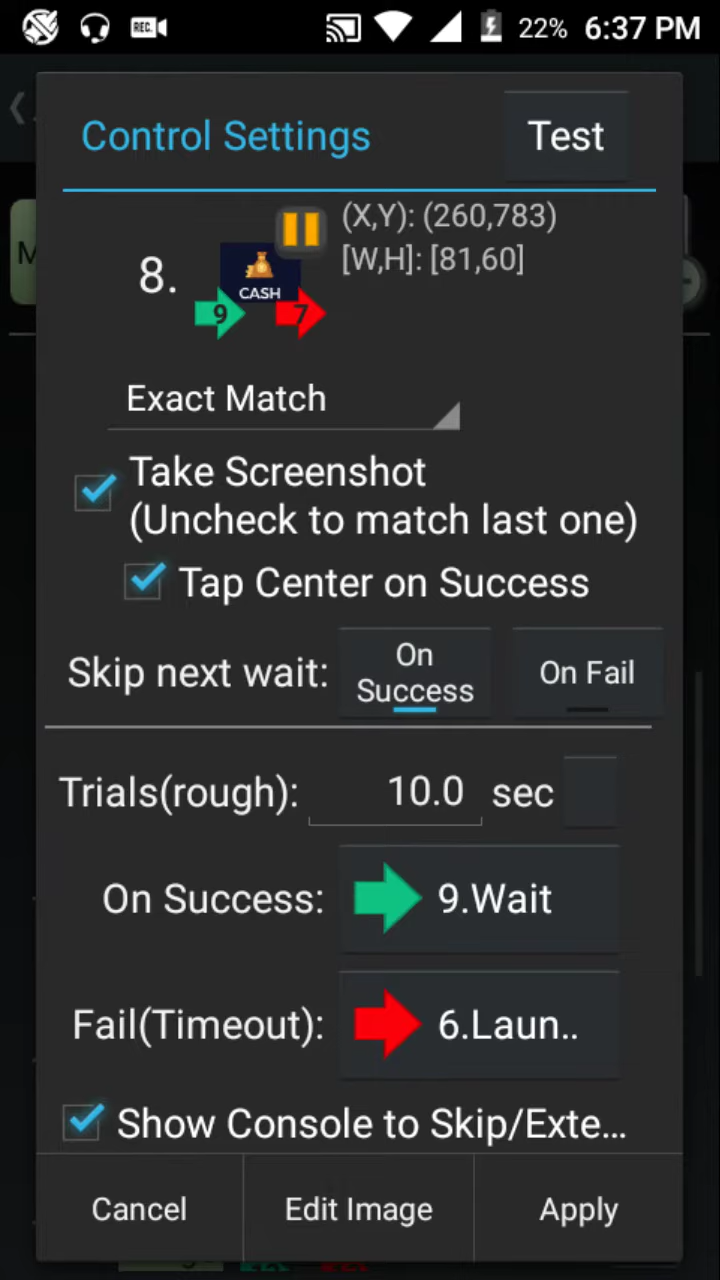 REC.
22% 6:37 PM
Control Settings
Test
(X,Y): (260,783)
[W,H]: [81,60]
8.
CASH
9
7
M
Exact Match
Take Screenshot
(Uncheck to match last one)
Tap Center on Success
Skip next wait:
On
Success
On Fail
Trials(rough): 10.0 sec
On Success: 9.Wait
Fail(Timeout): 6.Laun..
Show Console to Skip/Exte...
Cancel
Edit Image
Apply